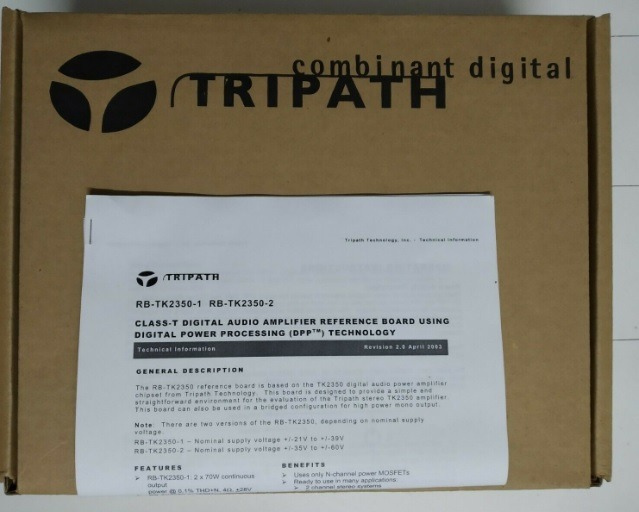 combinant digital
TRIPATH
Tripath Technology, Inc. - Technical Information
TRIPATH
RB-TK2350-1 RB-TK2350-2
CLASS-T DIGITAL AUDIO AMPLIFIER REFERENCE BOARD USING
DIGITAL POWER PROCESSING (DPP™) TECHNOLOGY
Technical Information Revision 2.0 April 2002
GENERAL DESCRIPTION
The RB-TK2350 reference board is based on the TK2350 digital audio power amplifier
chipset from Tripath Technology. This board is designed to provide a simple and
straightforward environment for the evaluation of the Tripath stereo TK2350 amplifier.
This board can also be used in a bridged configuration for high power mono output.
Note: There are two versions of the RB-TK2350, depending on nominal supply
voltage.
RB-TK2350-1 – Nominal supply voltage +/-21V to +/-39V
RB-TK2350-2 – Nominal supply voltage +/-35V to +/-60V
FEATURES
➢ RB-TK2350-1: 2 x 70W continuous
output
power @ 0.1% THD+N, 4Ω, ±28V
BENEFITS
➢ Uses only N-channel power MOSFETs
➢ Ready to use in many applications:
➢ 2 channel stereo systems